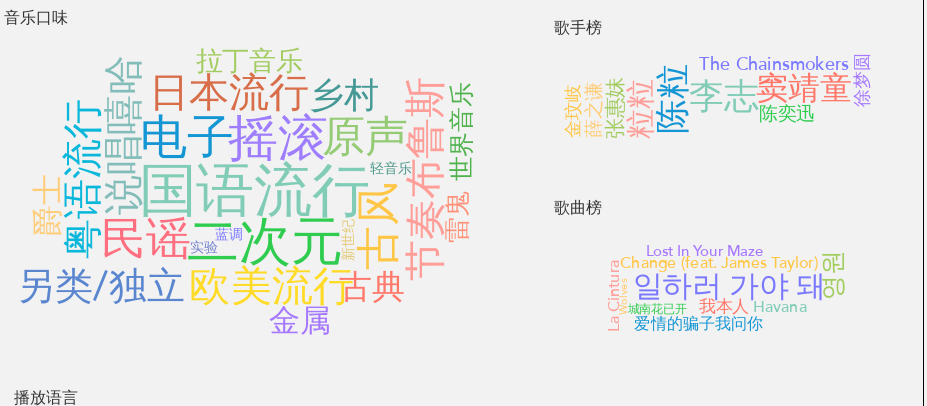 音乐口味
拉丁音乐
日本流行 乡村
说唱嘻哈
粤语流行
电子 摇滚 原声
节奏布鲁斯
世界音乐
轻音乐
国语流行
爵士
古风
雷鬼
民谣 二次元
蓝调
实验
新世纪
另类/独立 欧美流行 古典
金属
播放语言
歌手榜
The Chainsmokers
徐梦圆
金玟岐
薛之谦
张惠妹
粒粒
陈粒
李志 窦靖童
陈奕迅
歌曲榜
Lost In Your Maze
Change (feat. James Taylor)
영원
La Cintura
Wolves
일하러 가야 돼
城南花已开 我本人 Havana
爱情的骗子我问你